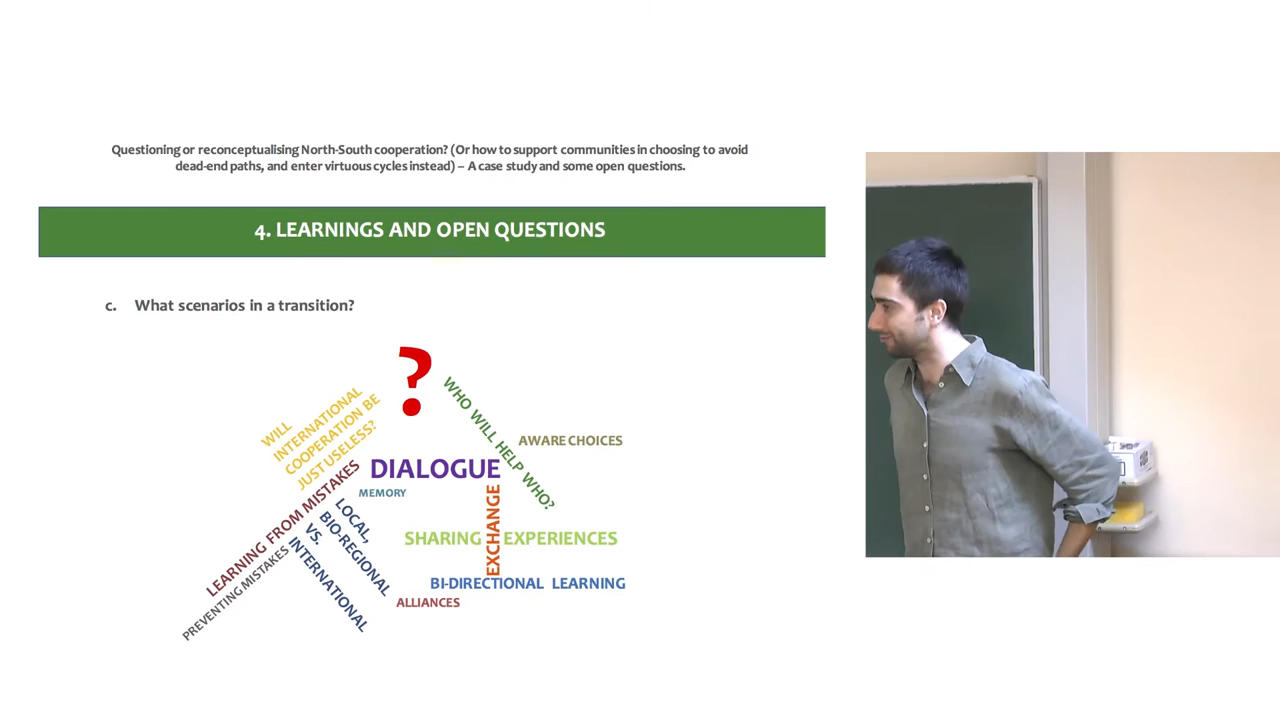 Questioning or reconceptualising North-South cooperation? (Or how to support communities in choosing to avoid
dead-end paths, and enter virtuous cycles instead) – A case study and some open questions.
4. LEARNINGS AND OPEN QUESTIONS
c. What scenarios in a transition?
?
WILL
INTERNATIONAL
COOPERATION BE
JUST USELESS?
WHO WILL HELP WHO?
AWARE CHOICES
DIALOGUE
MEMORY
LEARNING FROM MISTAKES
PREVENTING MISTAKES
LOCAL,
BIO-REGIONAL
VS.
INTERNATIONAL
EXCHANGE
SHARING EXPERIENCES
BI-DIRECTIONAL LEARNING
ALLIANCES